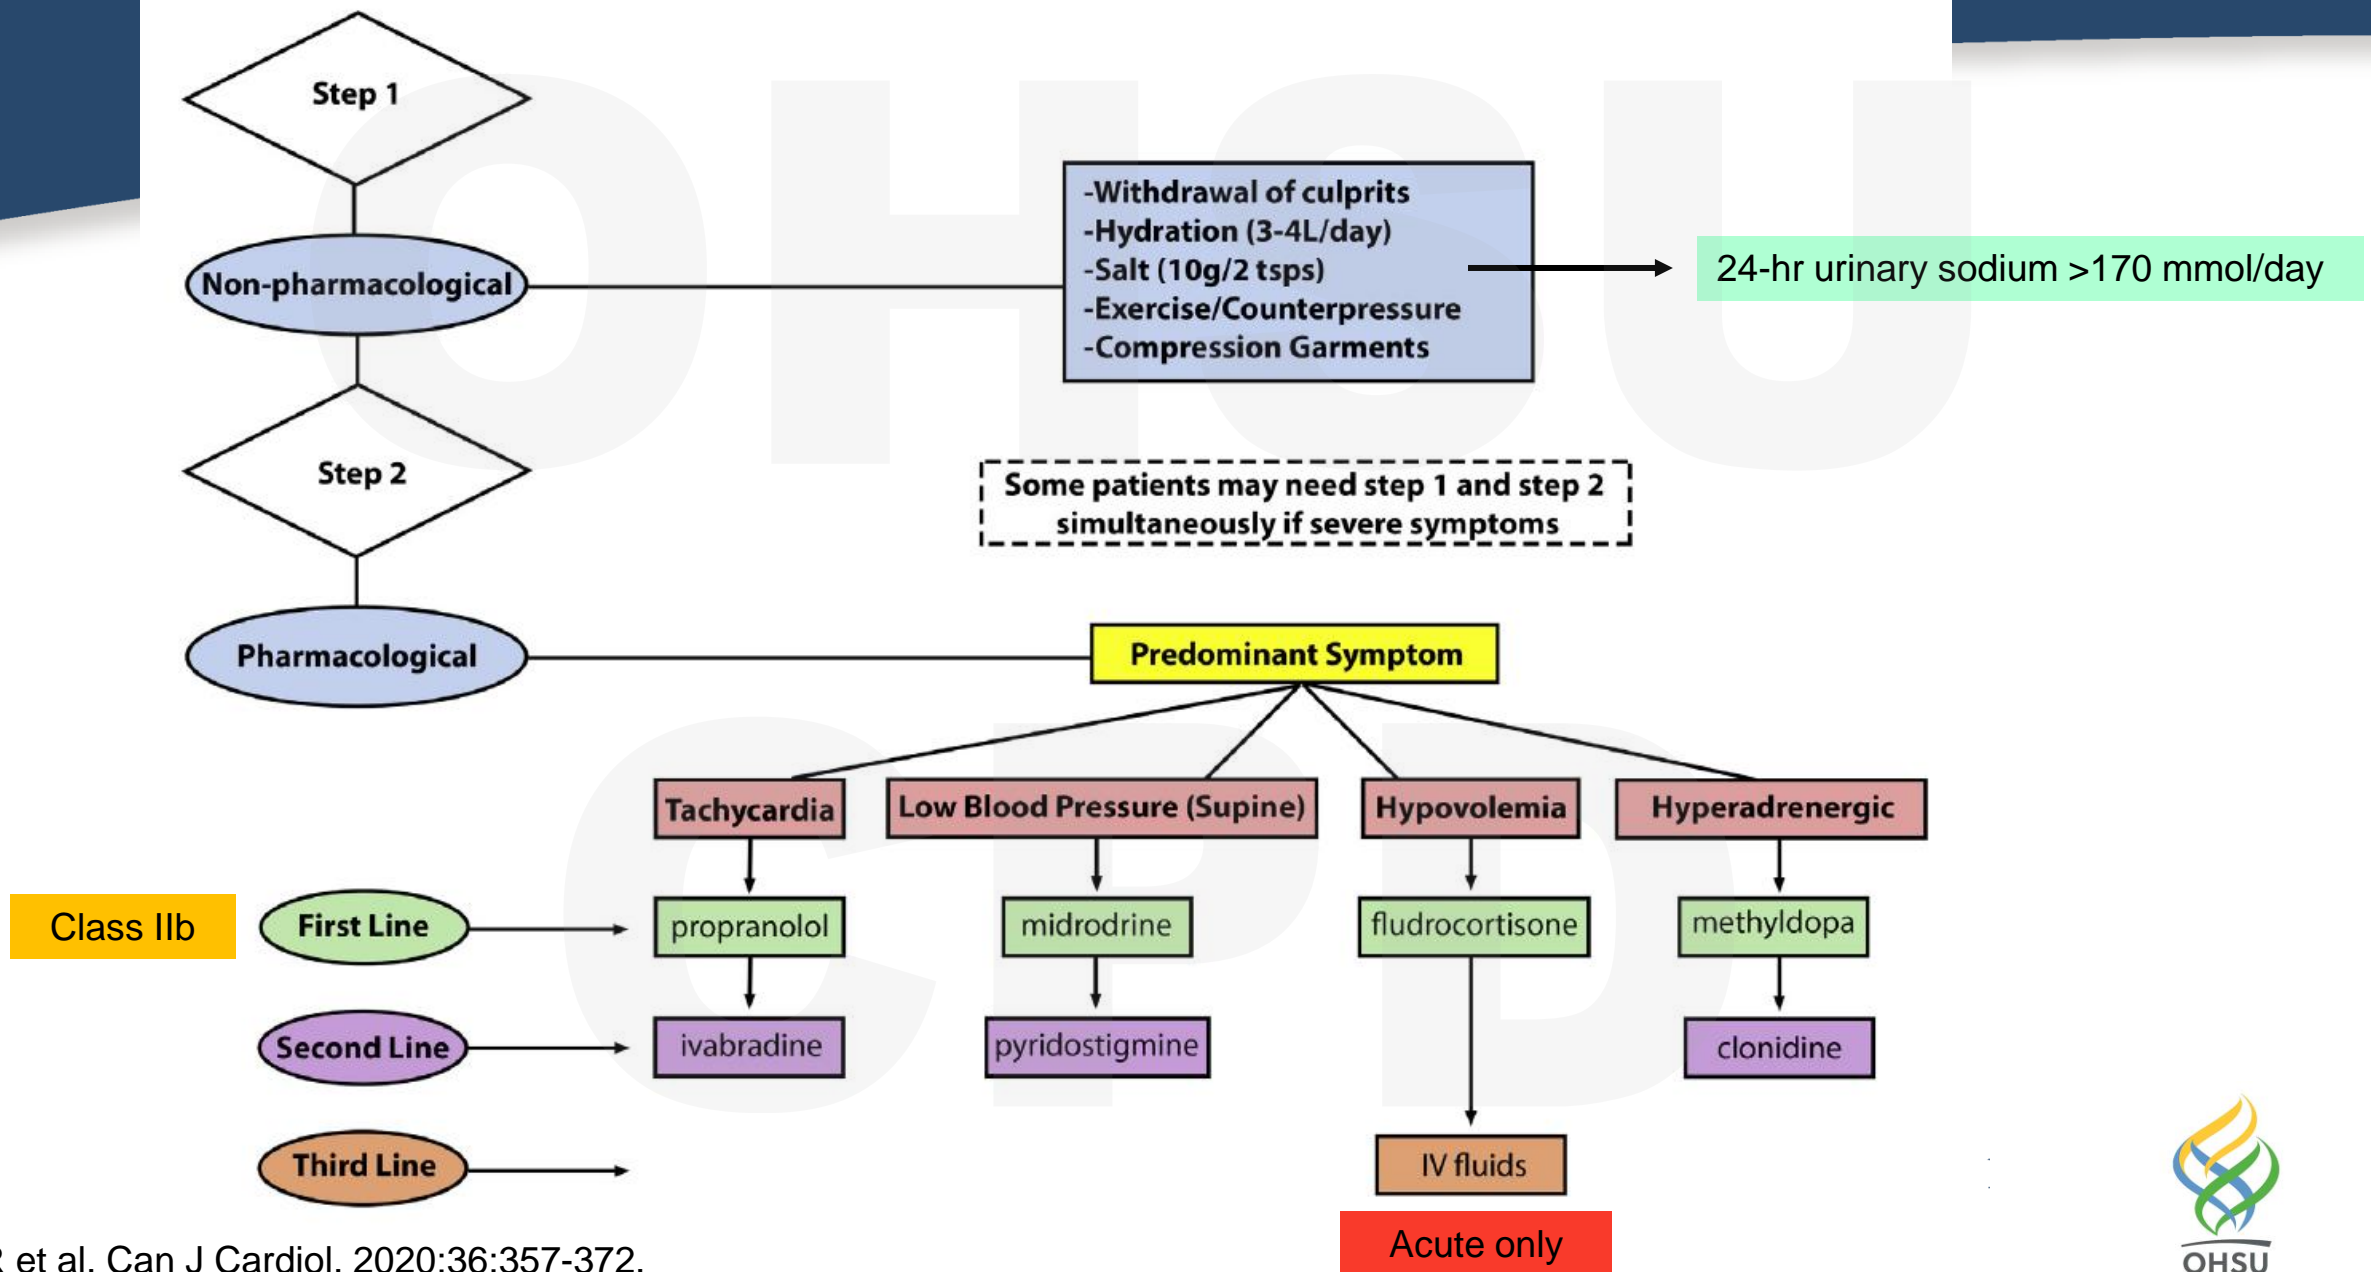 Step 1
Non-pharmacological
-Withdrawal of culprits
-Hydration (3-4L/day)
-Salt (10g/2 tsps)
-Exercise/Counterpressure
-Compression Garments
24-hr urinary sodium >170 mmol/day
Step 2
Some patients may need step 1 and step 2
simultaneously if severe symptoms
Pharmacological
Predominant Symptom
Tachycardia
Low Blood Pressure (Supine)
Hypovolemia
Hyperadrenergic
Class IIb
First Line
propranolol
midrodrine
fludrocortisone
methyldopa
Second Line
ivabradine
pyridostigmine
clonidine
Third Line
IV fluids
Acute only
et al. Can J Cardiol. 2020;36:357-372.
OHSU
OHSU
CPD